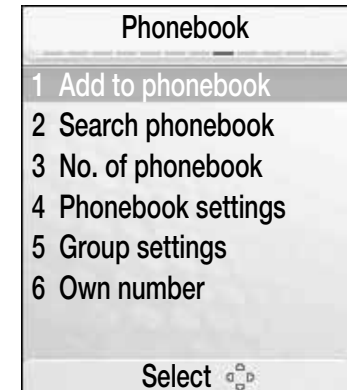 Phonebook
1 Add to phonebook
2 Search phonebook
3 No. of phonebook
4 Phonebook settings
5 Group settings
6 Own number
Select